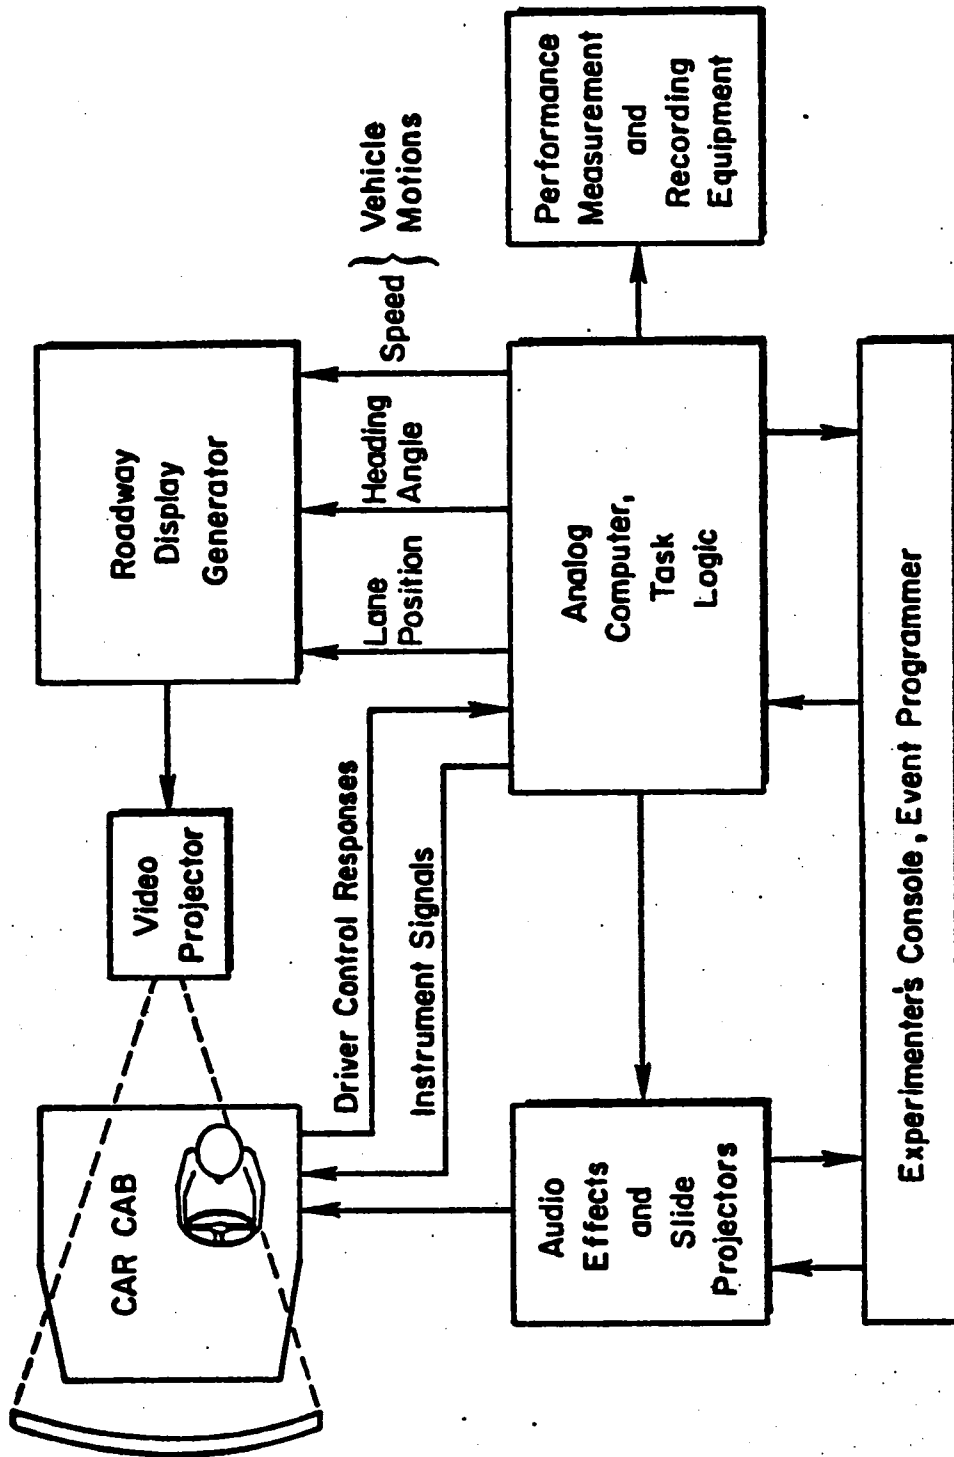 CAR CAB
Video
Projector
Roadway
Display
Generator
Driver Control Responses
Instrument Signals
Lane
Position
Heading
Angle
Speed
Vehicle
Motions
Audio
Effects
and
Slide
Projectors
Analog
Computer,
Task
Logic
Performance
Measurement
and
Recording
Equipment
Experimenter's Console, Event Programmer